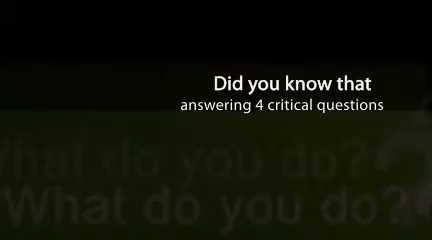 Did you know that
answering 4 critical questions
What do you do?
What do you do?